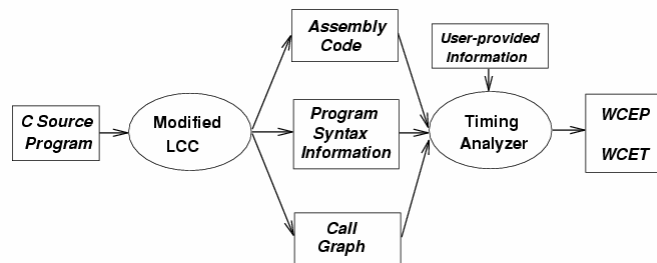 C Source
Program
Modified
LCC
Assembly
Code
Program
Syntax
Information
Call
Graph
User-provided
Information
Timing
Analyzer
WCEP
WCET